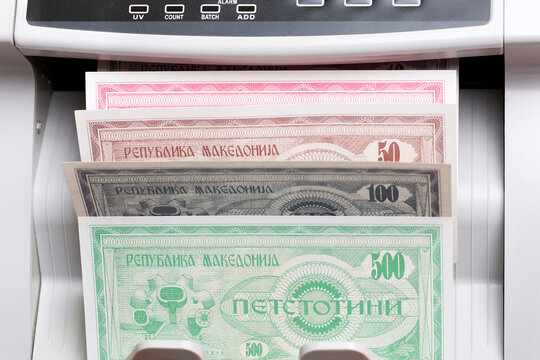 ALARM
UV COUNT BATCH ADD
РЕПУБЛИКА МАКЕДОНИЈА
50
РЕПУБЛИКА МАКЕДОНИЈА
100
РЕПУБЛИКА МАКЕДОНИЈА
500
ПЕТСТОТИНИ
500